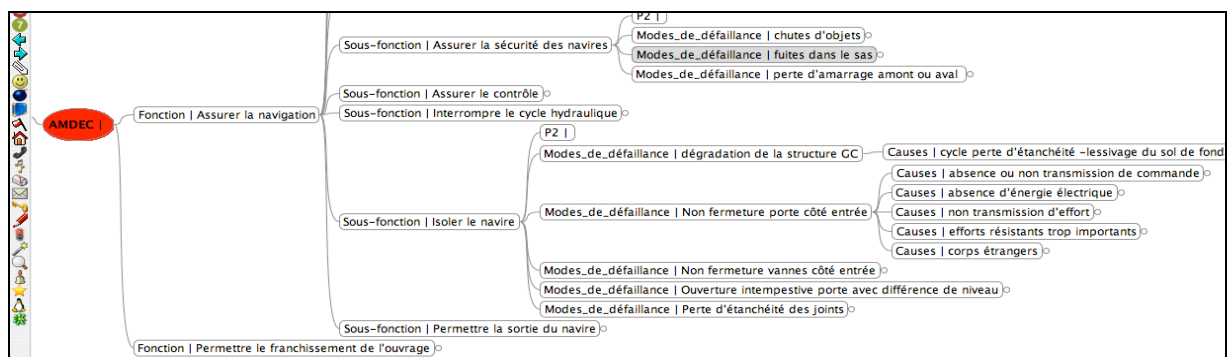 P2 |
Modes_de_défaillance | chutes d'objets
Sous-fonction | Assurer la sécurité des navires
Modes_de_défaillance | fuites dans le sas
Modes_de_défaillance | perte d'amarrage amont ou aval
Sous-fonction | Assurer le contrôle
Fonction | Assurer la navigation
Sous-fonction | Interrompre le cycle hydraulique
AMDEC |
P2 |
Modes_de_défaillance | dégradation de la structure GC
Causes | cycle perte d'étanchéité -lessivage du sol de fond
Causes | absence ou non transmission de commande
Causes | absence d'énergie électrique
Modes_de_défaillance | Non fermeture porte côté entrée
Causes | non transmission d'effort
Sous-fonction | Isoler le navire
Causes | efforts résistants trop importants
Causes | corps étrangers
Modes_de_défaillance | Non fermeture vannes côté entrée
Modes_de_défaillance | Ouverture intempestive porte avec différence de niveau
Modes_de_défaillance | Perte d'étanchéité des joints
Sous-fonction | Permettre la sortie du navire
Fonction | Permettre le franchissement de l'ouvrage